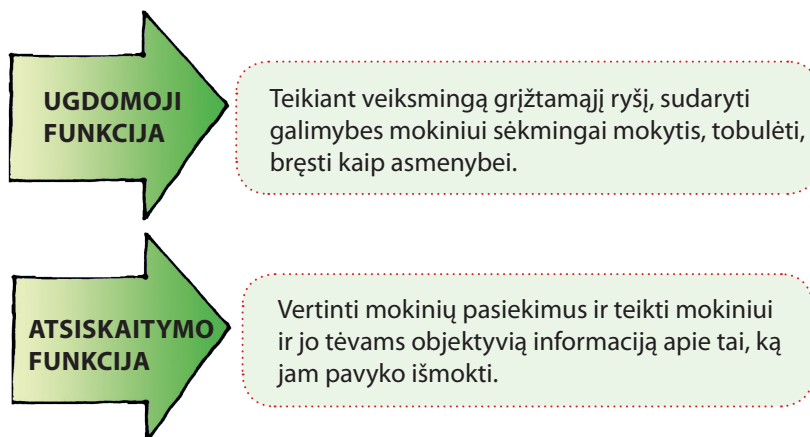 UGDOMOJI
FUNKCIJA
Teikiant veiksmingą grįžtamąjį ryšį, sudaryti
galimybes mokiniui sėkmingai mokytis, tobulėti,
bręsti kaip asmenybei.
ATSISKAITYMO
FUNKCIJA
Vertinti mokinių pasiekimus ir teikti mokiniui
ir jo tėvams objektyvią informaciją apie tai, ką
jam pavyko išmokti.